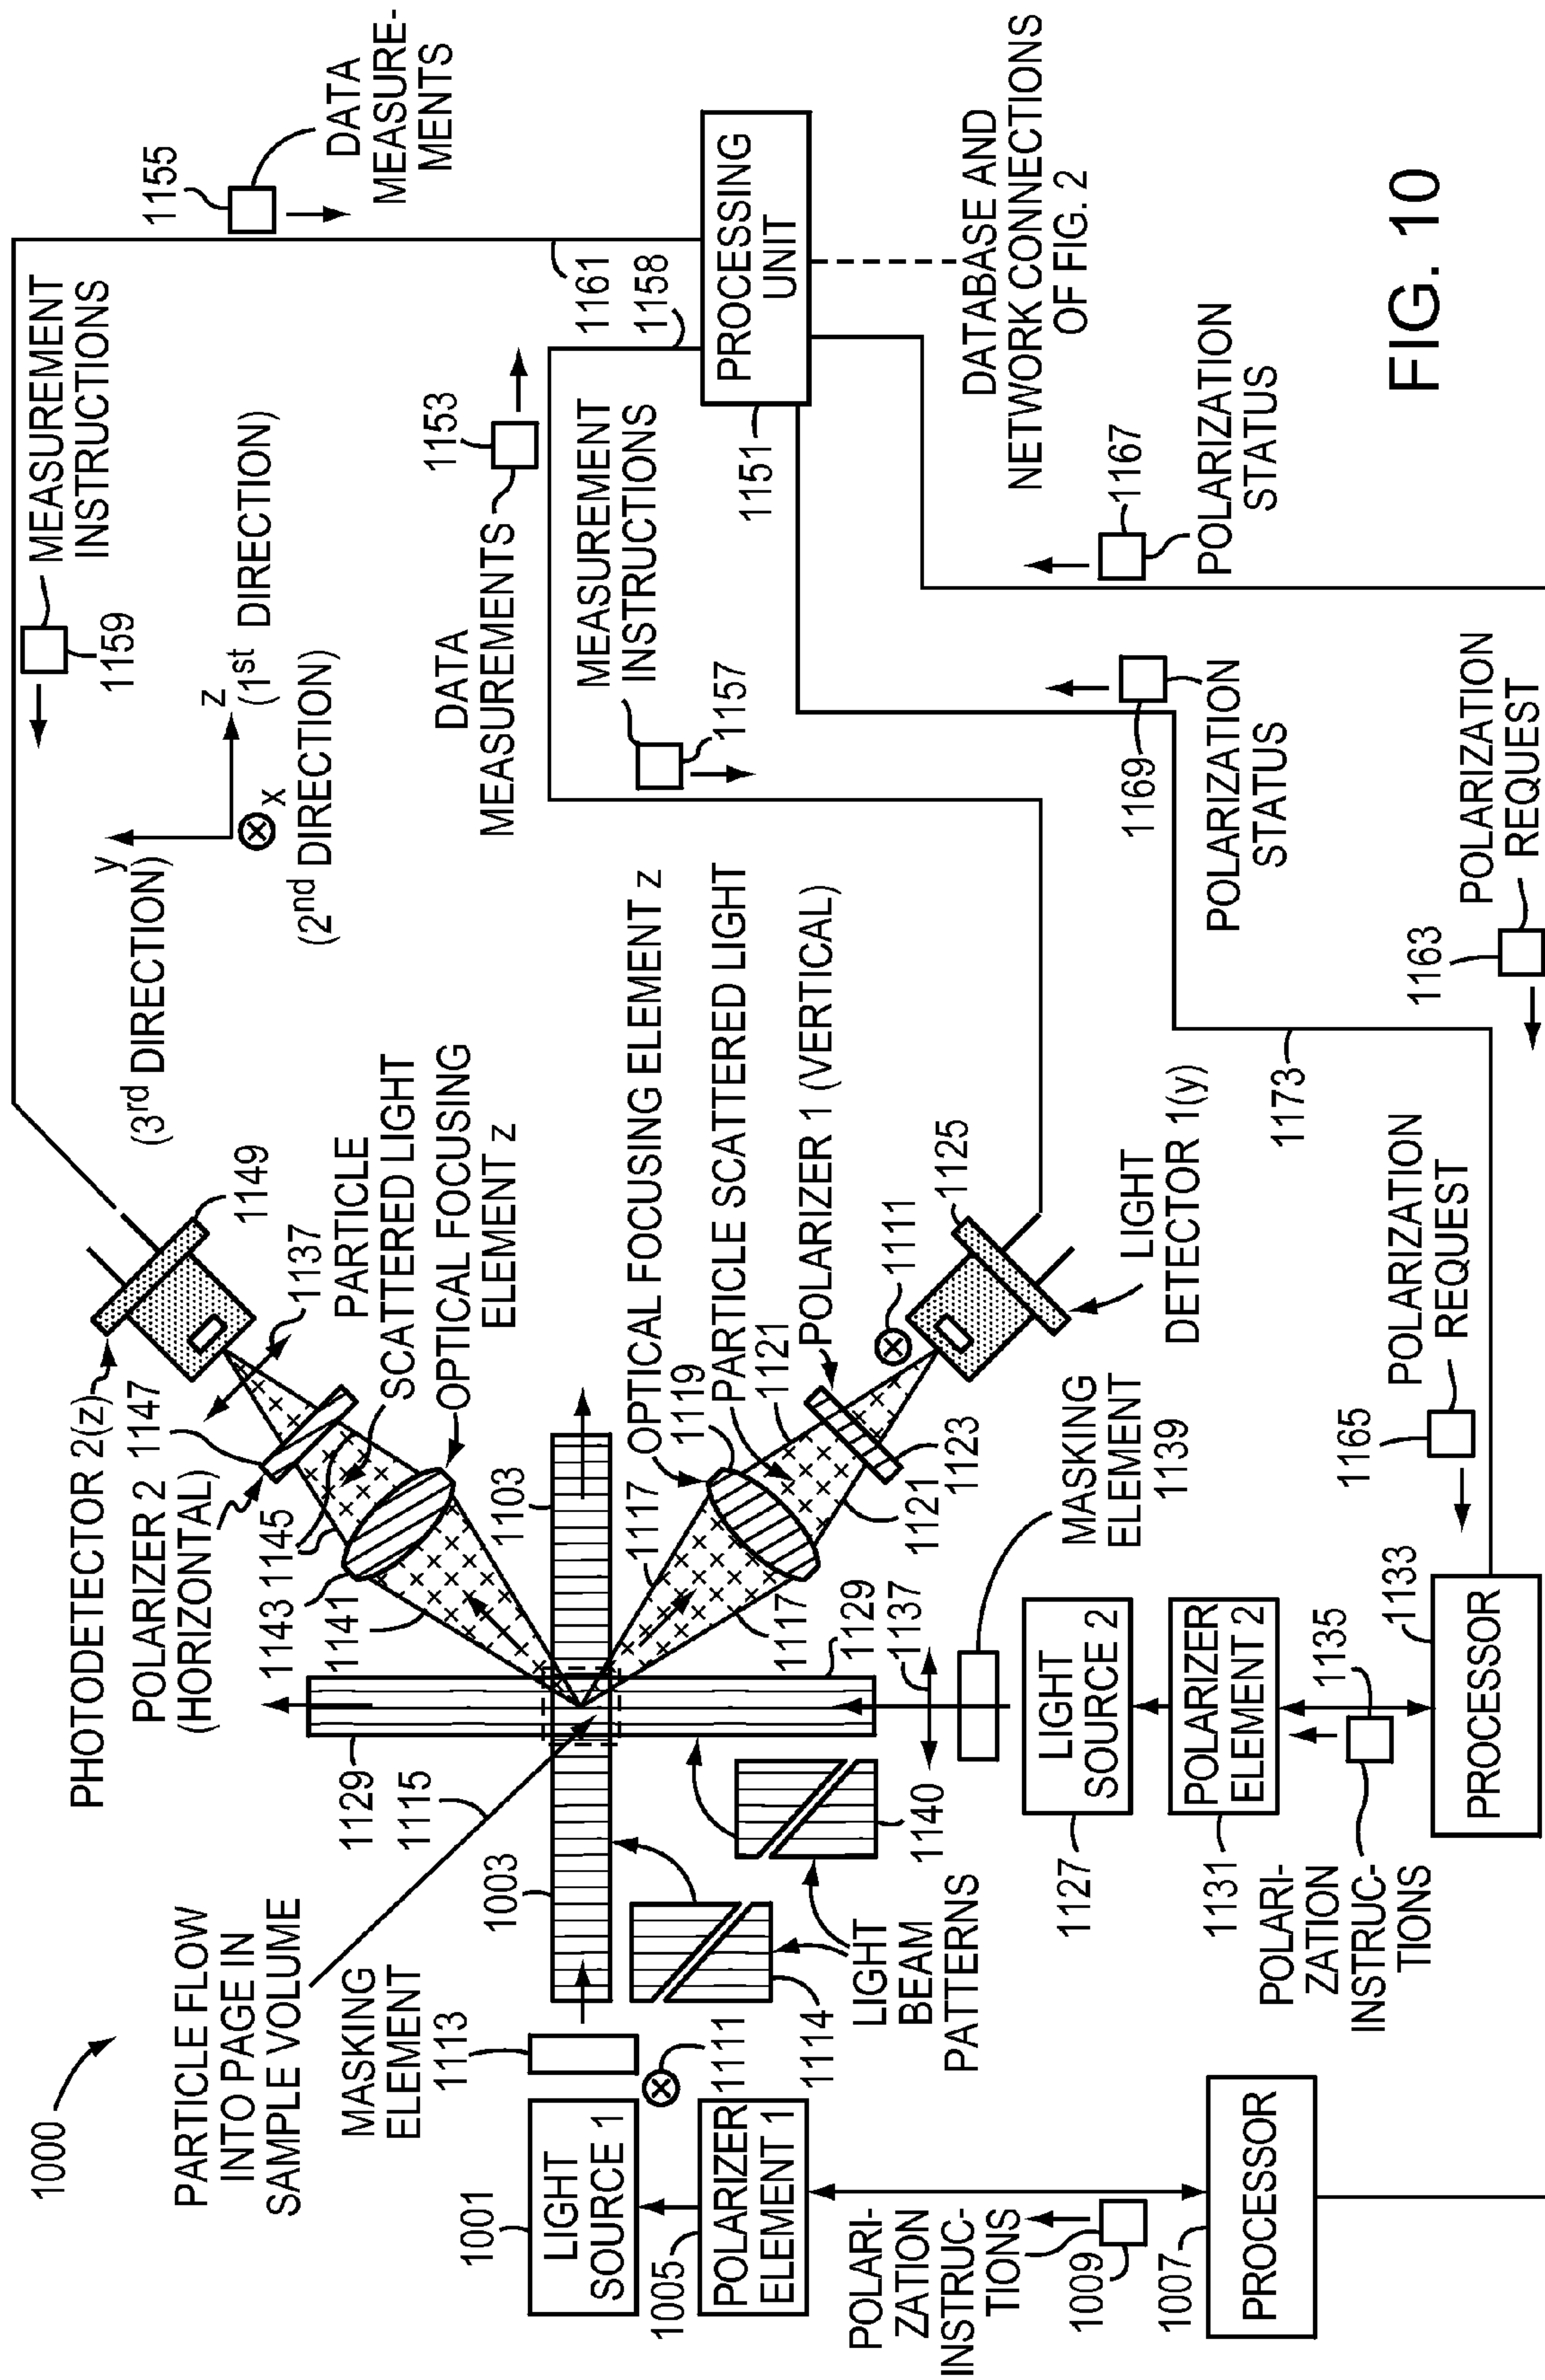 1000
PARTICLE FLOW
INTO PAGE IN
SAMPLE VOLUME
MASKING
ELEMENT
1113
1001
LIGHT
SOURCE 1
1111
1005
POLARIZER
ELEMENT 1
POLARI-
ZATION
INSTRUC-
TIONS
1009
1007
PROCESSOR
PHOTODETECTOR 2(z)
POLARIZER 2
(HORIZONTAL)
1147
1143
1145
1141
1129
1115
1003
1114
LIGHT
BEAM
PATTERNS
1140
1149
1137
PARTICLE
SCATTERED LIGHT
OPTICAL FOCUSING
ELEMENT z
1103
1117
OPTICAL FOCUSING ELEMENT z
1119
PARTICLE SCATTERED LIGHT
1121
POLARIZER 1 (VERTICAL)
1111
1125
LIGHT
DETECTOR 1(y)
1117
1121
1123
1129
1137
MASKING
ELEMENT
1139
LIGHT
SOURCE 2
1127
POLARIZER
ELEMENT 2
1131
1135
POLARI-
ZATION
INSTRUC-
TIONS
1133
PROCESSOR
1165
POLARIZATION
REQUEST
1173
1163
POLARIZATION
REQUEST
y
(3rd DIRECTION)
x
(2nd DIRECTION)
z
(1st DIRECTION)
MEASUREMENT
INSTRUCTIONS
1159
1155
DATA
MEASURE-
MENTS
1153
DATA
MEASUREMENTS
MEASUREMENT
INSTRUCTIONS
1157
1161
1158
PROCESSING
UNIT
1151
DATABASE AND
NETWORK CONNECTIONS
OF FIG. 2
1167
POLARIZATION
STATUS
1169
POLARIZATION
STATUS
FIG. 10